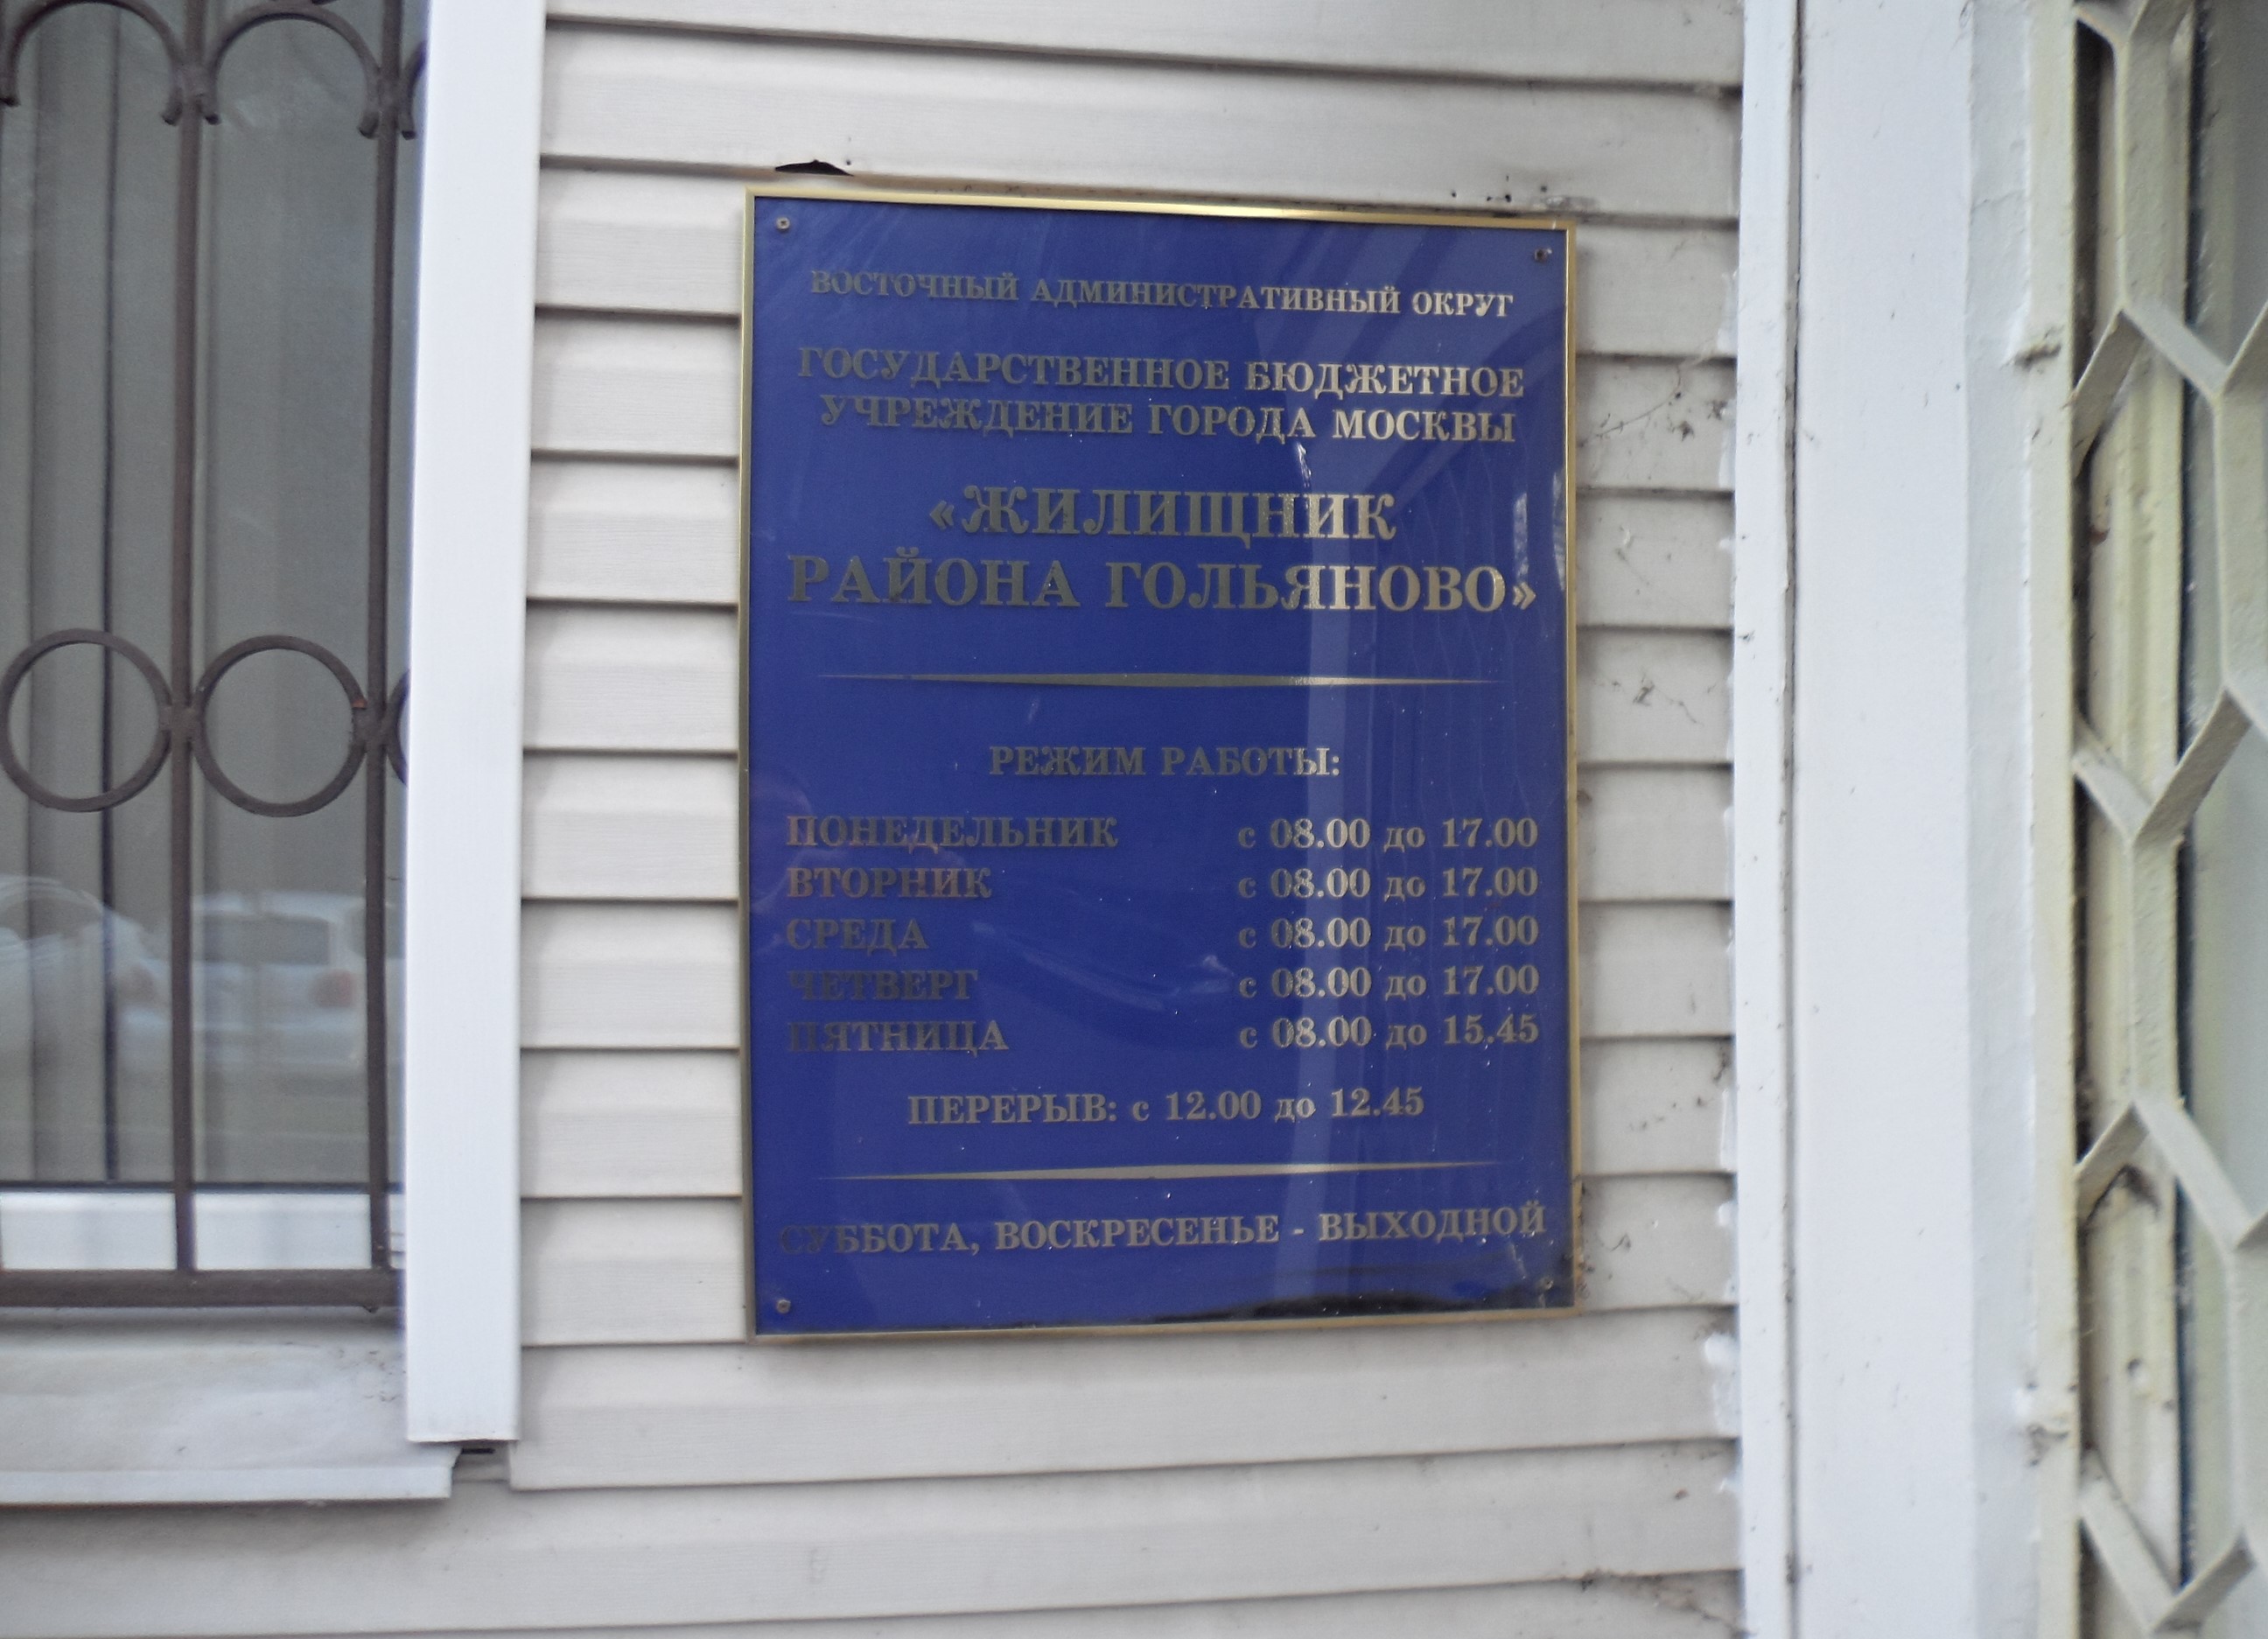 ВОСТОЧНЫЙ АДМИНИСТРАТИВНЫЙ ОКРУГ
ГОСУДАРСТВЕННОЕ БЮДЖЕТНОЕ
УЧРЕЖДЕНИЕ ГОРОДА МОСКВЫ
«ЖИЛИЩНИК
РАЙОНА ГОЛЬЯНОВО»
РЕЖИМ РАБОТЫ:
ПОНЕДЕЛЬНИК с 08.00 до 17.00
ВТОРНИК с 08.00 до 17.00
СРЕДА с 08.00 до 17.00
ЧЕТВЕРГ с 08.00 до 17.00
ПЯТНИЦА с 08.00 до 15.45
ПЕРЕРЫВ: с 12.00 до 12.45
СУББОТА, ВОСКРЕСЕНЬЕ - ВЫХОДНОЙ